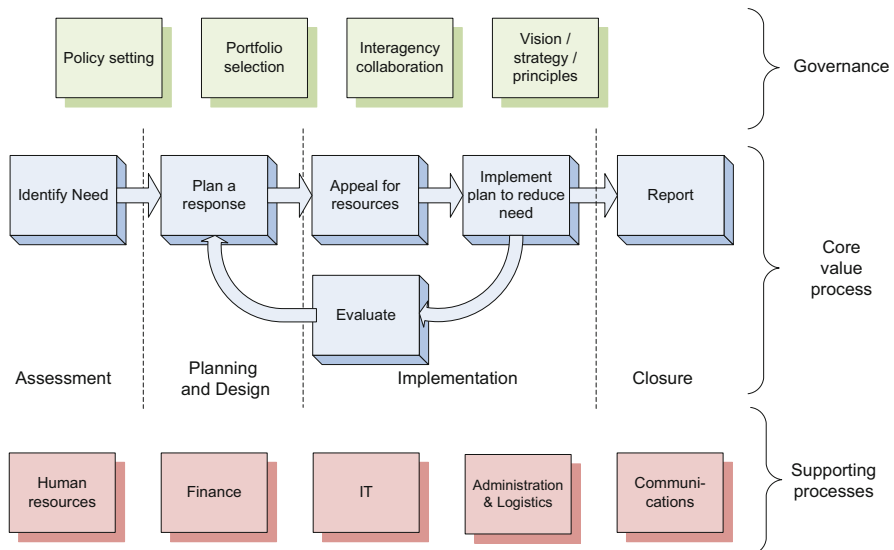 Policy setting
Portfolio
selection
Interagency
collaboration
Vision /
strategy /
principles
Governance
Identify Need
Plan a
response
Appeal for
resources
Implement
plan to reduce
need
Report
Evaluate
Core
value
process
Assessment
Planning
and Design
Implementation
Closure
Human
resources
Finance
IT
Administration
& Logistics
Communi-
cations
Supporting
processes